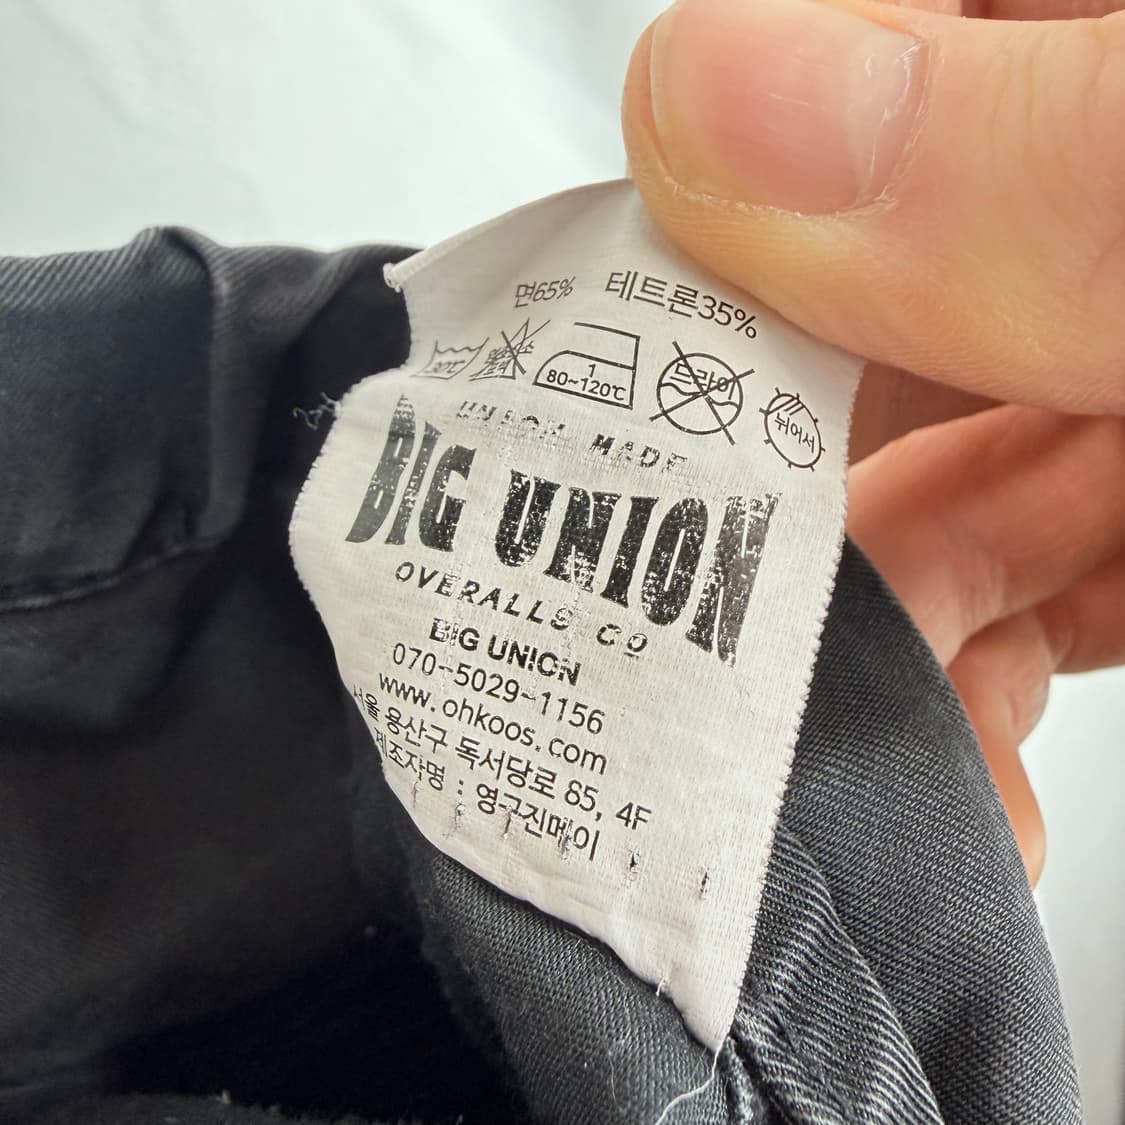 면65% 테트론35%
30℃
1
80~120℃
드라이
뉘어서
UNION MADE
BIG UNION
OVERALLS CO
BIG UNION
070-5029-1156
www.ohkoos.com
서울 용산구 독서당로 85, 4F
제조자명 : 영구진메이